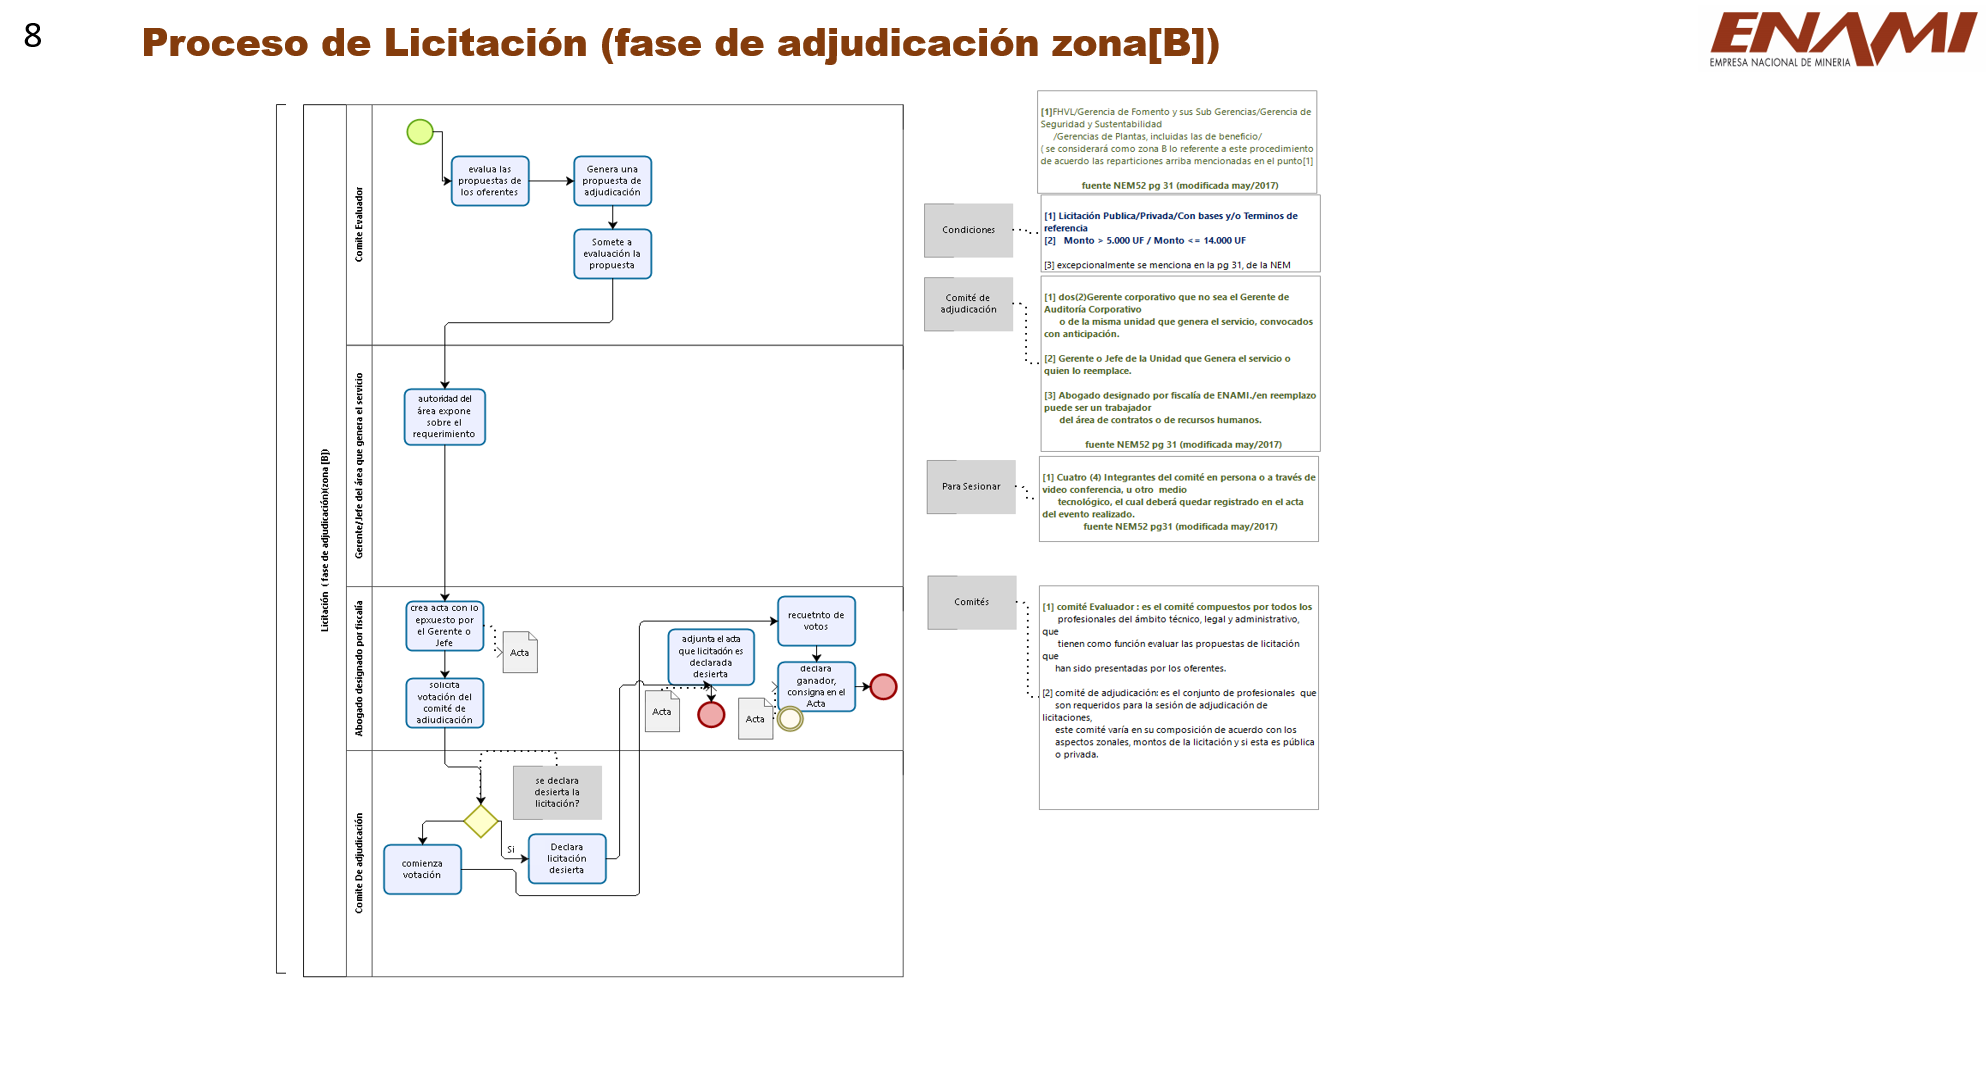 8
Proceso de Licitación (fase de adjudicación zona[B])
ENAMI
EMPRESA NACIONAL DE MINERIA
Licitación ( fase de adjudicación)(zona [B])
Comite Evaluador
evalua las
propuestas de
los oferentes
Genera una
propuesta de
adjudicación
Somete a
evaluación la
propuesta
Gerente/Jefe del área que genera el servicio
autoridad del
área expone
sobre el
requerimiento
Abogado designado por fiscalía
crea acta con lo
epxuesto por
el Gerente o
Jefe
Acta
solicita
votación del
comité de
adjudicación
adjunta el acta
que licitación es
declarada
desierta
Acta
recuetnto de
votos
declara
ganador,
consigna en el
Acta
Acta
Comite De adjudicación
se declara
desierta la
licitación?
Si
comienza
votación
Declara
licitación
desierta
[1]FHVL/Gerencia de Fomento y sus Sub Gerencias/Gerencia de
Seguridad y Sustentabilidad
/Gerencias de Plantas, incluidas las de beneficio/
( se considerará como zona B lo referente a este procedimiento
de acuerdo las reparticiones arriba mencionadas en el punto[1]
fuente NEM52 pg 31 (modificada may/2017)
Condiciones
[1] Licitación Publica/Privada/Con bases y/o Terminos de
referencia
[2] Monto > 5.000 UF / Monto <= 14.000 UF
[3] excepcionalmente se menciona en la pg 31, de la NEM
Comité de
adjudicación
[1] dos(2)Gerente corporativo que no sea el Gerente de
Auditoría Corporativo
o de la misma unidad que genera el servicio, convocados
con anticipación.
[2] Gerente o Jefe de la Unidad que Genera el servicio o
quien lo reemplace.
[3] Abogado designado por fiscalía de ENAMI./en reemplazo
puede ser un trabajador
del área de contratos o de recursos humanos.
fuente NEM52 pg 31 (modificada may/2017)
Para Sesionar
[1] Cuatro (4) Integrantes del comité en persona o a través de
video conferencia, u otro medio
tecnológico, el cual deberá quedar registrado en el acta
del evento realizado.
fuente NEM52 pg31 (modificada may/2017)
Comités
[1] comité Evaluador : es el comité compuestos por todos los
profesionales del ámbito técnico, legal y administrativo,
que
tienen como función evaluar las propuestas de licitación
que
han sido presentadas por los oferentes.
[2] comité de adjudicación: es el conjunto de profesionales que
son requeridos para la sesión de adjudicación de
licitaciones,
este comité varía en su composición de acuerdo con los
aspectos zonales, montos de la licitación y si esta es pública
o privada.